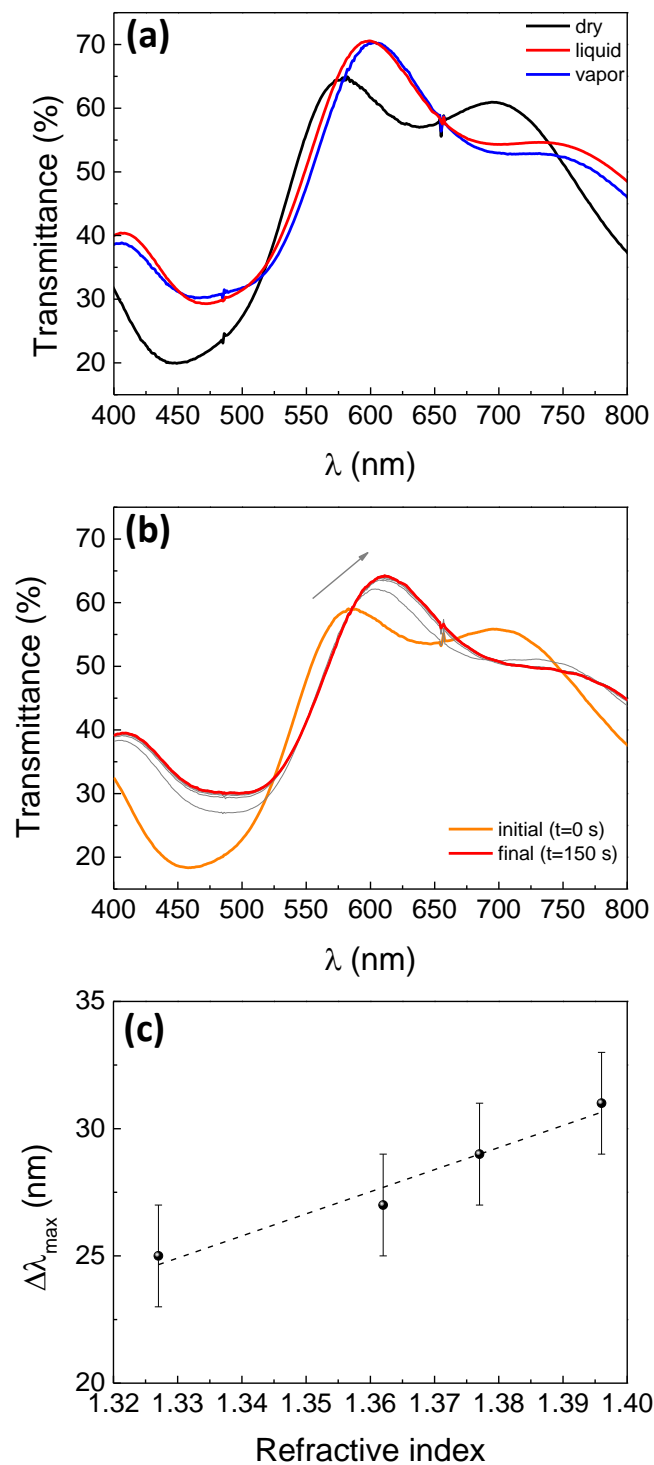 (a)
dry
liquid
vapor
70
60
50
40
30
20
Transmittance (%)
400 450 500 550 600 650 700 750 800
λ (nm)
(b)
70
60
50
40
30
20
Transmittance (%)
initial (t=0 s)
final (t=150 s)
400 450 500 550 600 650 700 750 800
λ (nm)
(c)
35
30
25
20
Δλmax (nm)
1.32 1.33 1.34 1.35 1.36 1.37 1.38 1.39 1.40
Refractive index